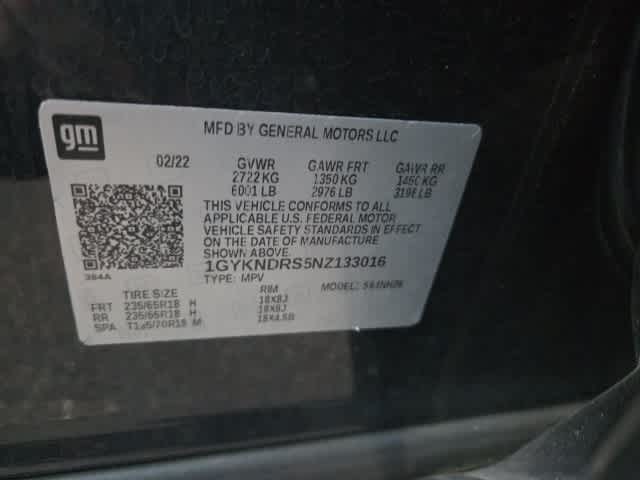 gm
MFD BY GENERAL MOTORS LLC
02/22 GVWR GAWR FRT GAWR RR
2722 KG 1350 KG 1450 KG
6001 LB 2976 LB 3196 LB
THIS VEHICLE CONFORMS TO ALL
APPLICABLE U.S. FEDERAL MOTOR
VEHICLE SAFETY STANDARDS IN EFFECT
ON THE DATE OF MANUFACTURE
SHOWN ABOVE.
1GYKNDRS5NZ133016
TYPE: MPV MODEL:
384A
TIRE SIZE RIM
FRT 235/65R18 H 18X8J
RR 235/65R18 H 18X8J
SPA 18X4.5B